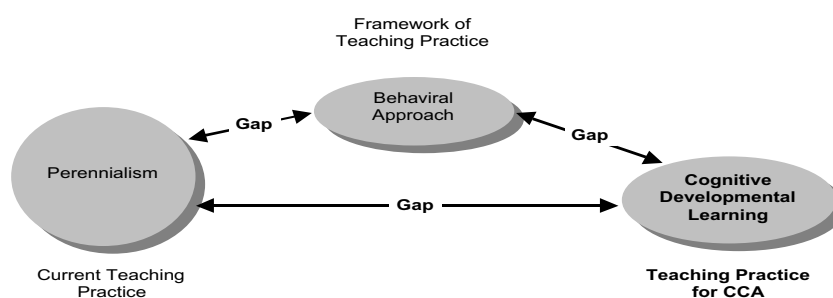 Framework of
Teaching Practice
Behaviral
Approach
Gap
Gap
Perennialism
Cognitive
Developmental
Learning
Gap
Current Teaching
Practice
Teaching Practice
for CCA